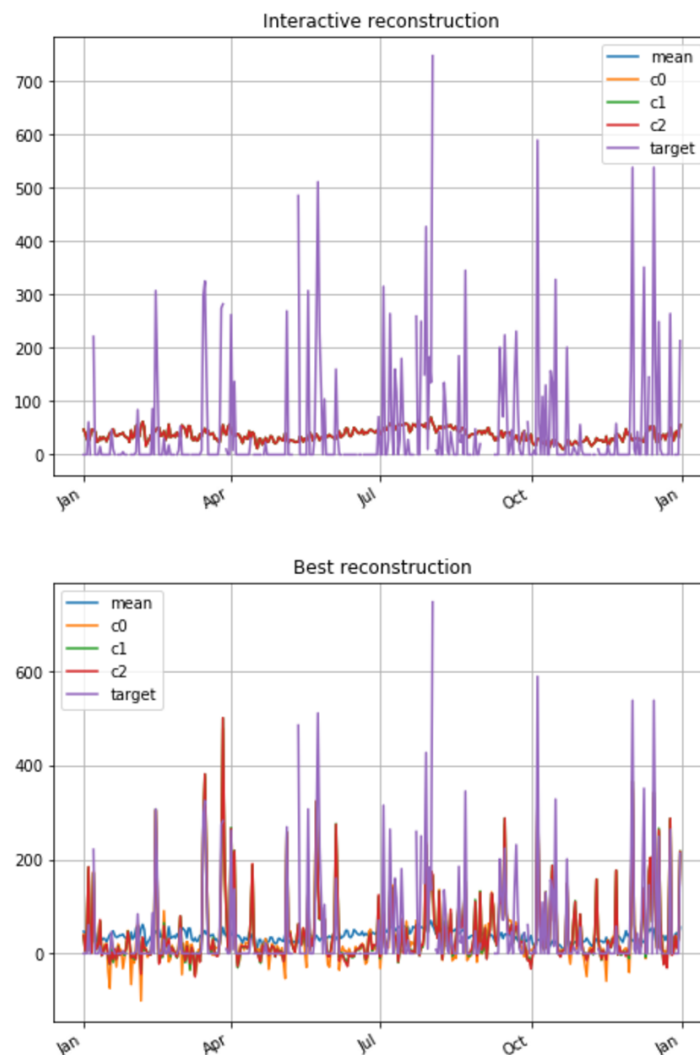 Interactive reconstruction
mean
c0
c1
c2
target
700
600
500
400
300
200
100
0
Jan
Apr
Jul
Oct
Jan
Best reconstruction
mean
c0
c1
c2
target
600
400
200
0
Jan
Apr
Jul
Oct
Jan